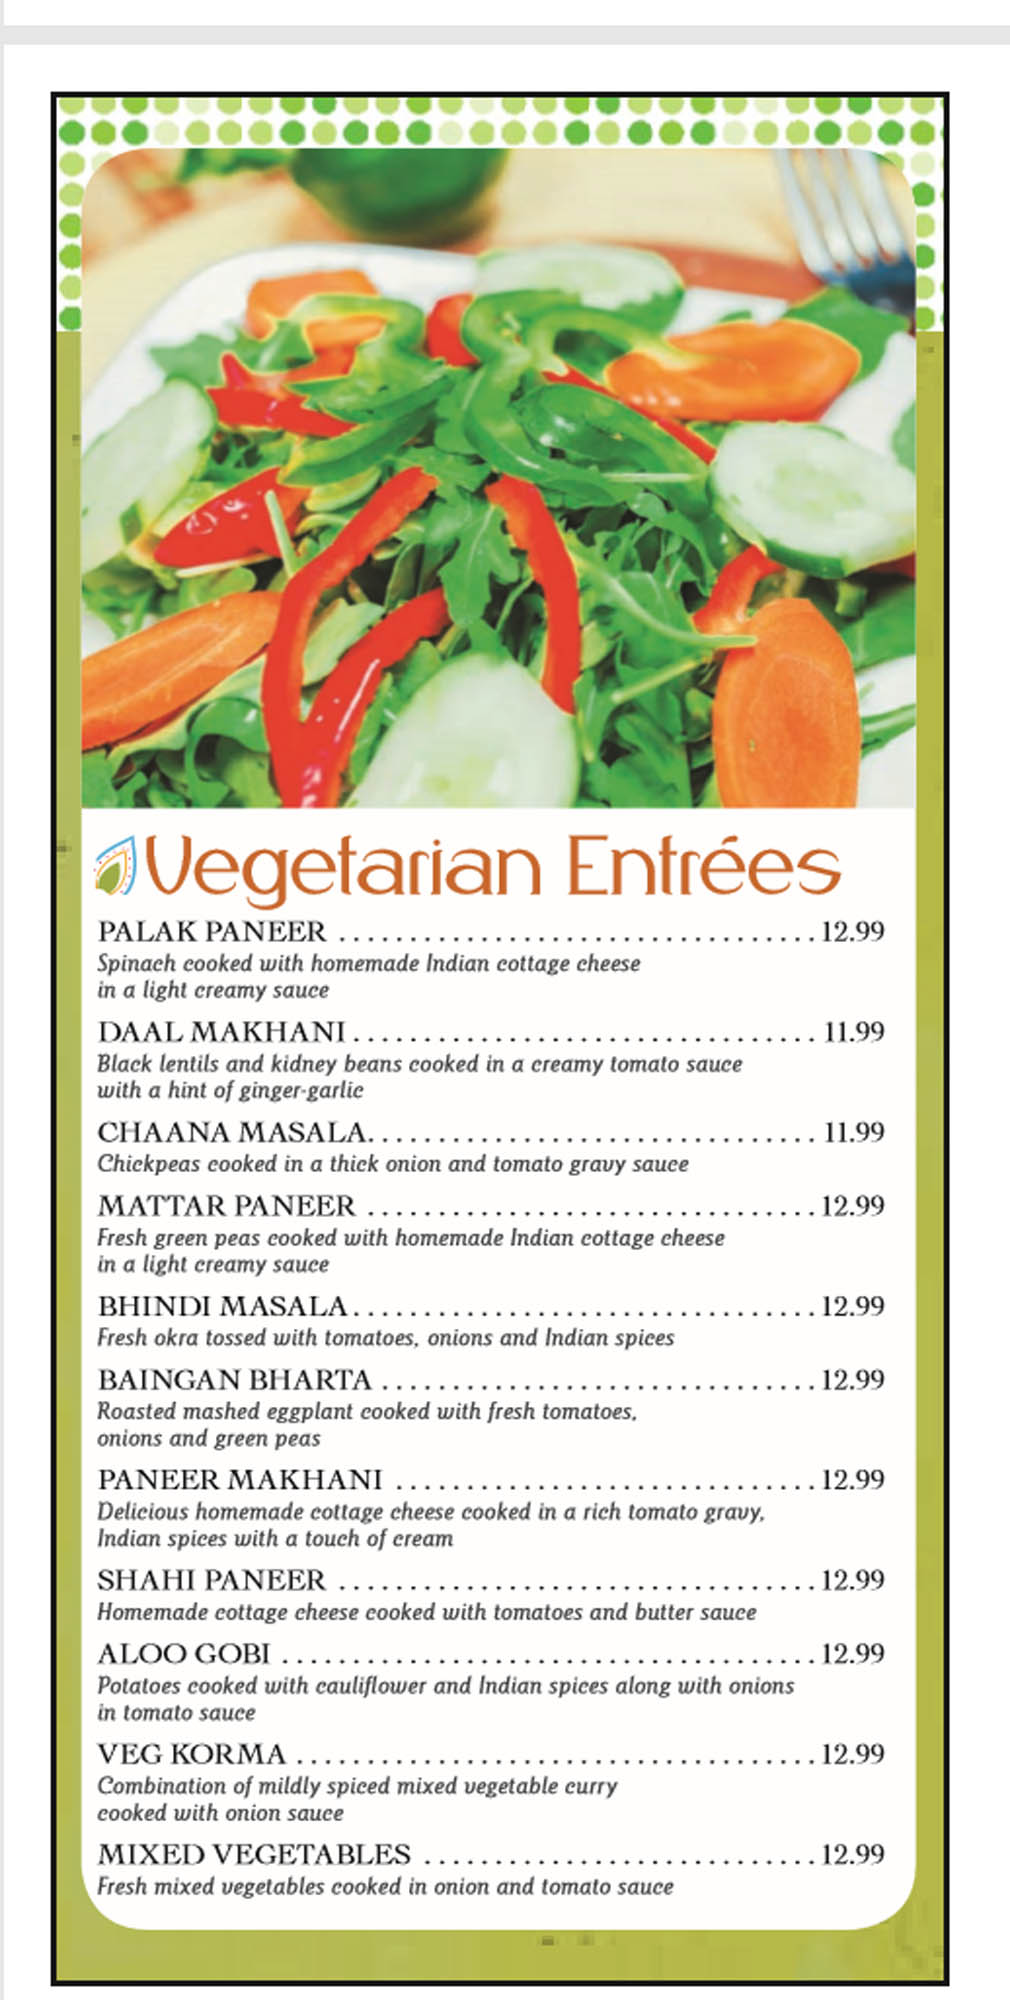 Vegetarian Entrées
PALAK PANEER ................................ 12.99
Spinach cooked with homemade Indian cottage cheese
in a light creamy sauce
DAAL MAKHANI ................................ 11.99
Black lentils and kidney beans cooked in a creamy tomato sauce
with a hint of ginger-garlic
CHAANA MASALA ................................ 11.99
Chickpeas cooked in a thick onion and tomato gravy sauce
MATTAR PANEER ............................... 12.99
Fresh green peas cooked with homemade Indian cottage cheese
in a light creamy sauce
BHINDI MASALA ................................ 12.99
Fresh okra tossed with tomatoes, onions and Indian spices
BAINGAN BHARTA .............................. 12.99
Roasted mashed eggplant cooked with fresh tomatoes,
onions and green peas
PANEER MAKHANI ............................. 12.99
Delicious homemade cottage cheese cooked in a rich tomato gravy,
Indian spices with a touch of cream
SHAHI PANEER ................................. 12.99
Homemade cottage cheese cooked with tomatoes and butter sauce
ALOO GOBI ..................................... 12.99
Potatoes cooked with cauliflower and Indian spices along with onions
in tomato sauce
VEG KORMA .................................... 12.99
Combination of mildly spiced mixed vegetable curry
cooked with onion sauce
MIXED VEGETABLES ........................... 12.99
Fresh mixed vegetables cooked in onion and tomato sauce